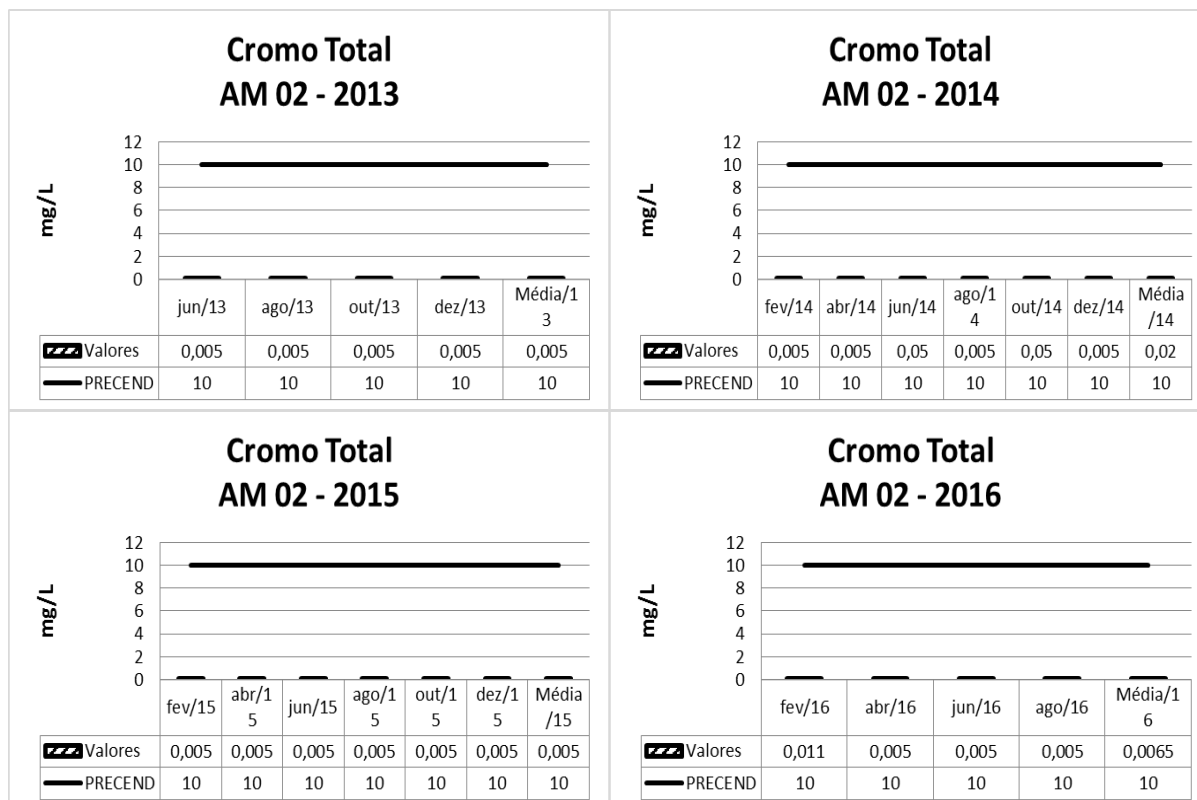 Cromo Total
AM 02 - 2013
mg/L
12
10
8
6
4
2
0
jun/13 ago/13 out/13 dez/13 Média/1
3
Valores 0,005 0,005 0,005 0,005 0,005
PRECEND 10 10 10 10 10
Cromo Total
AM 02 - 2014
mg/L
12
10
8
6
4
2
0
fev/14 abr/14 jun/14 ago/1 out/14 dez/14 Média
4 /14
Valores 0,005 0,005 0,05 0,005 0,05 0,005 0,02
PRECEND 10 10 10 10 10 10 10
Cromo Total
AM 02 - 2015
mg/L
12
10
8
6
4
2
0
fev/15 abr/1 jun/15 ago/1 out/1 dez/1 Média
5 5 5 5 /15
Valores 0,005 0,005 0,005 0,005 0,005 0,005 0,005
PRECEND 10 10 10 10 10 10 10
Cromo Total
AM 02 - 2016
mg/L
12
10
8
6
4
2
0
fev/16 abr/16 jun/16 ago/16 Média/1
6
Valores 0,011 0,005 0,005 0,005 0,0065
PRECEND 10 10 10 10 10